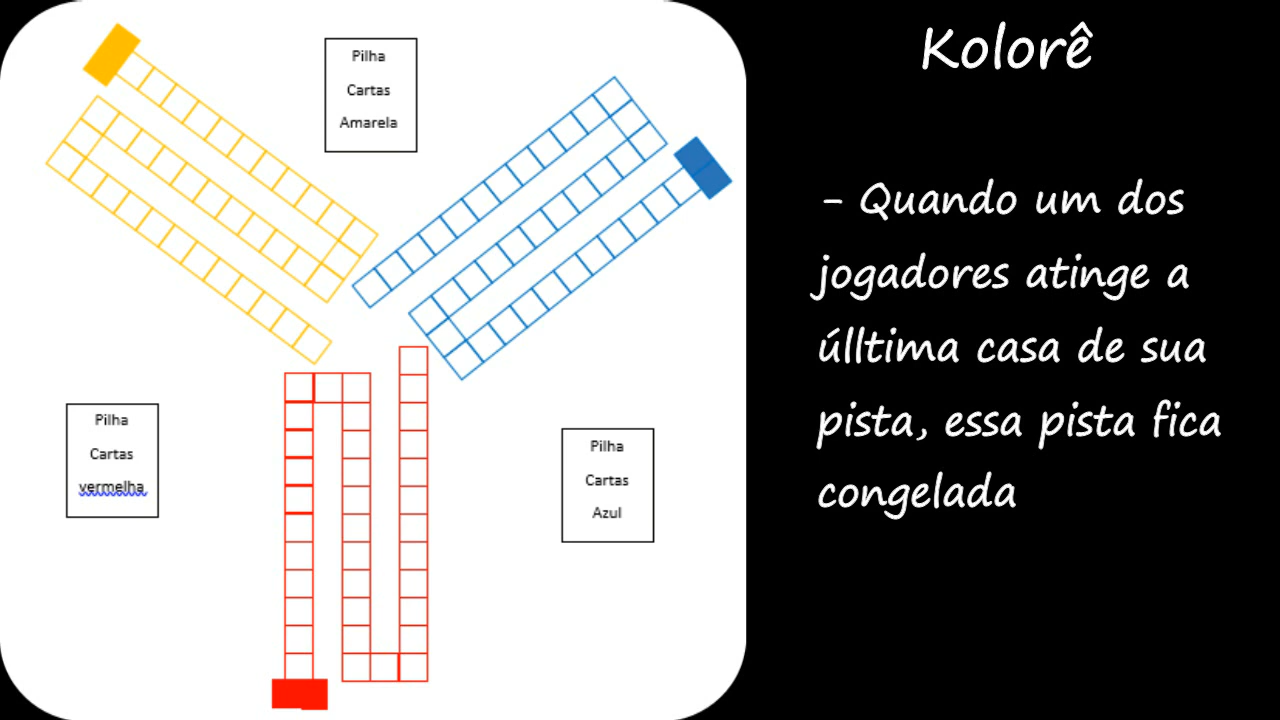 Pilha
Cartas
Amarela
Pilha
Cartas
vermelha
Pilha
Cartas
Azul
Kolorê
- Quando um dos
jogadores atinge a
úlltima casa de sua
pista, essa pista fica
congelada